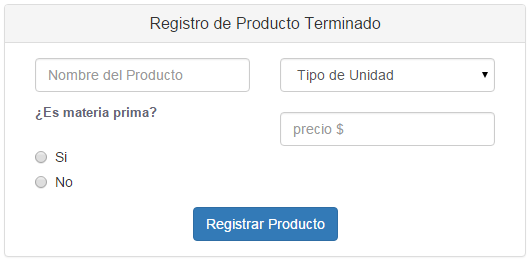 Registro de Producto Terminado
Nombre del Producto
Tipo de Unidad
¿Es materia prima?
precio $
Si
No
Registrar Producto